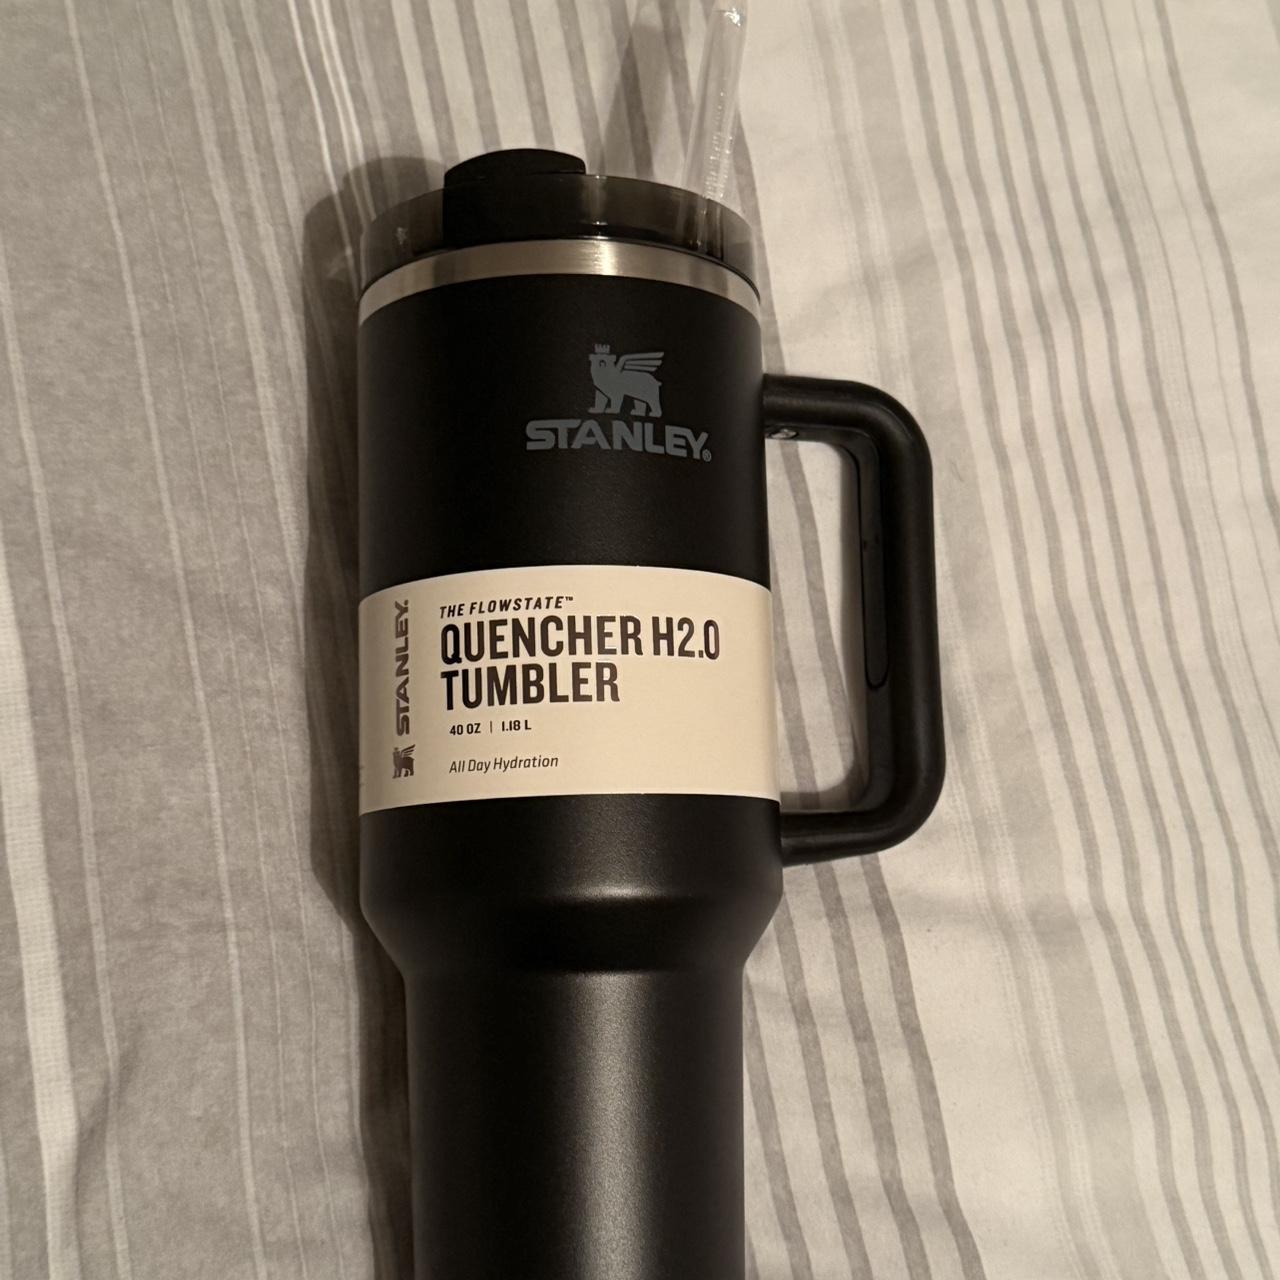 STANLEY®
STANLEY®
THE FLOWSTATE™
QUENCHER H2.0
TUMBLER
40 OZ | 1.18 L
All Day Hydration